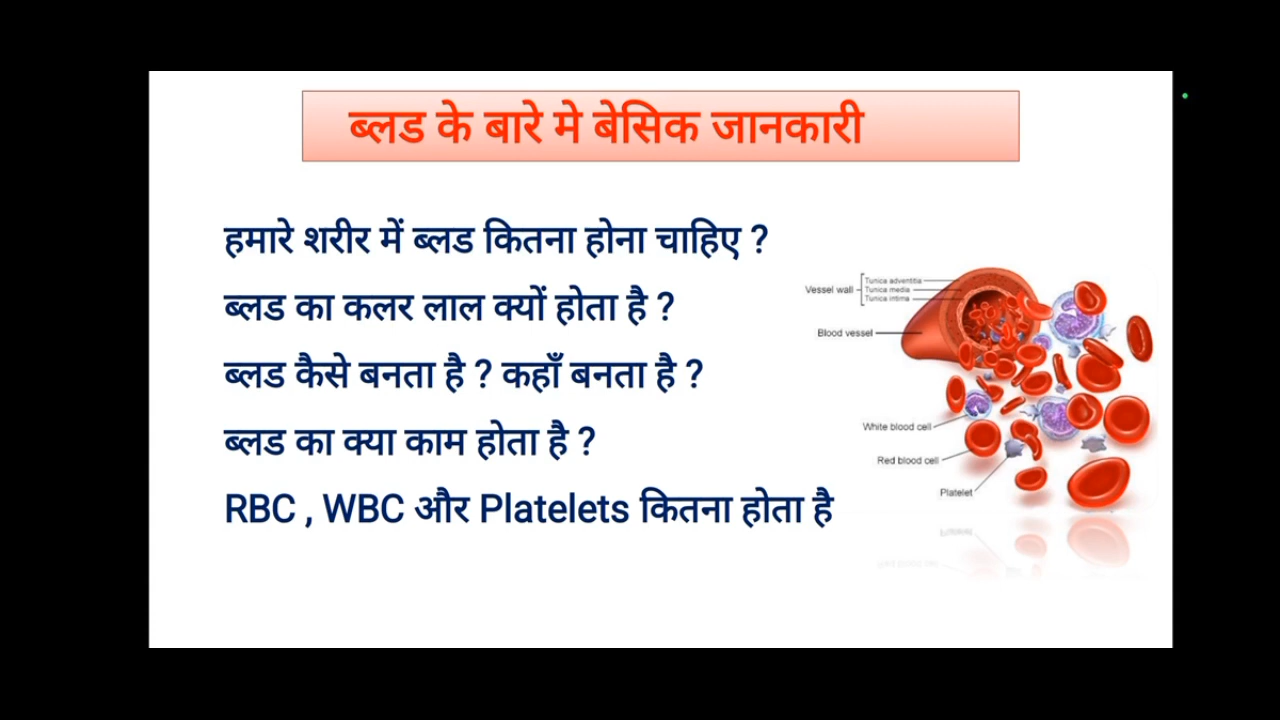 ब्लड के बारे मे बेसिक जानकारी
हमारे शरीर में ब्लड कितना होना चाहिए ?
ब्लड का कलर लाल क्यों होता है ?
ब्लड कैसे बनता है ? कहाँ बनता है ?
ब्लड का क्या काम होता है ?
RBC , WBC और Platelets कितना होता है
Vessel wall
Tunica adventitia
Tunica media
Tunica intima
Blood vessel
White blood cell
Red blood cell
Platelet